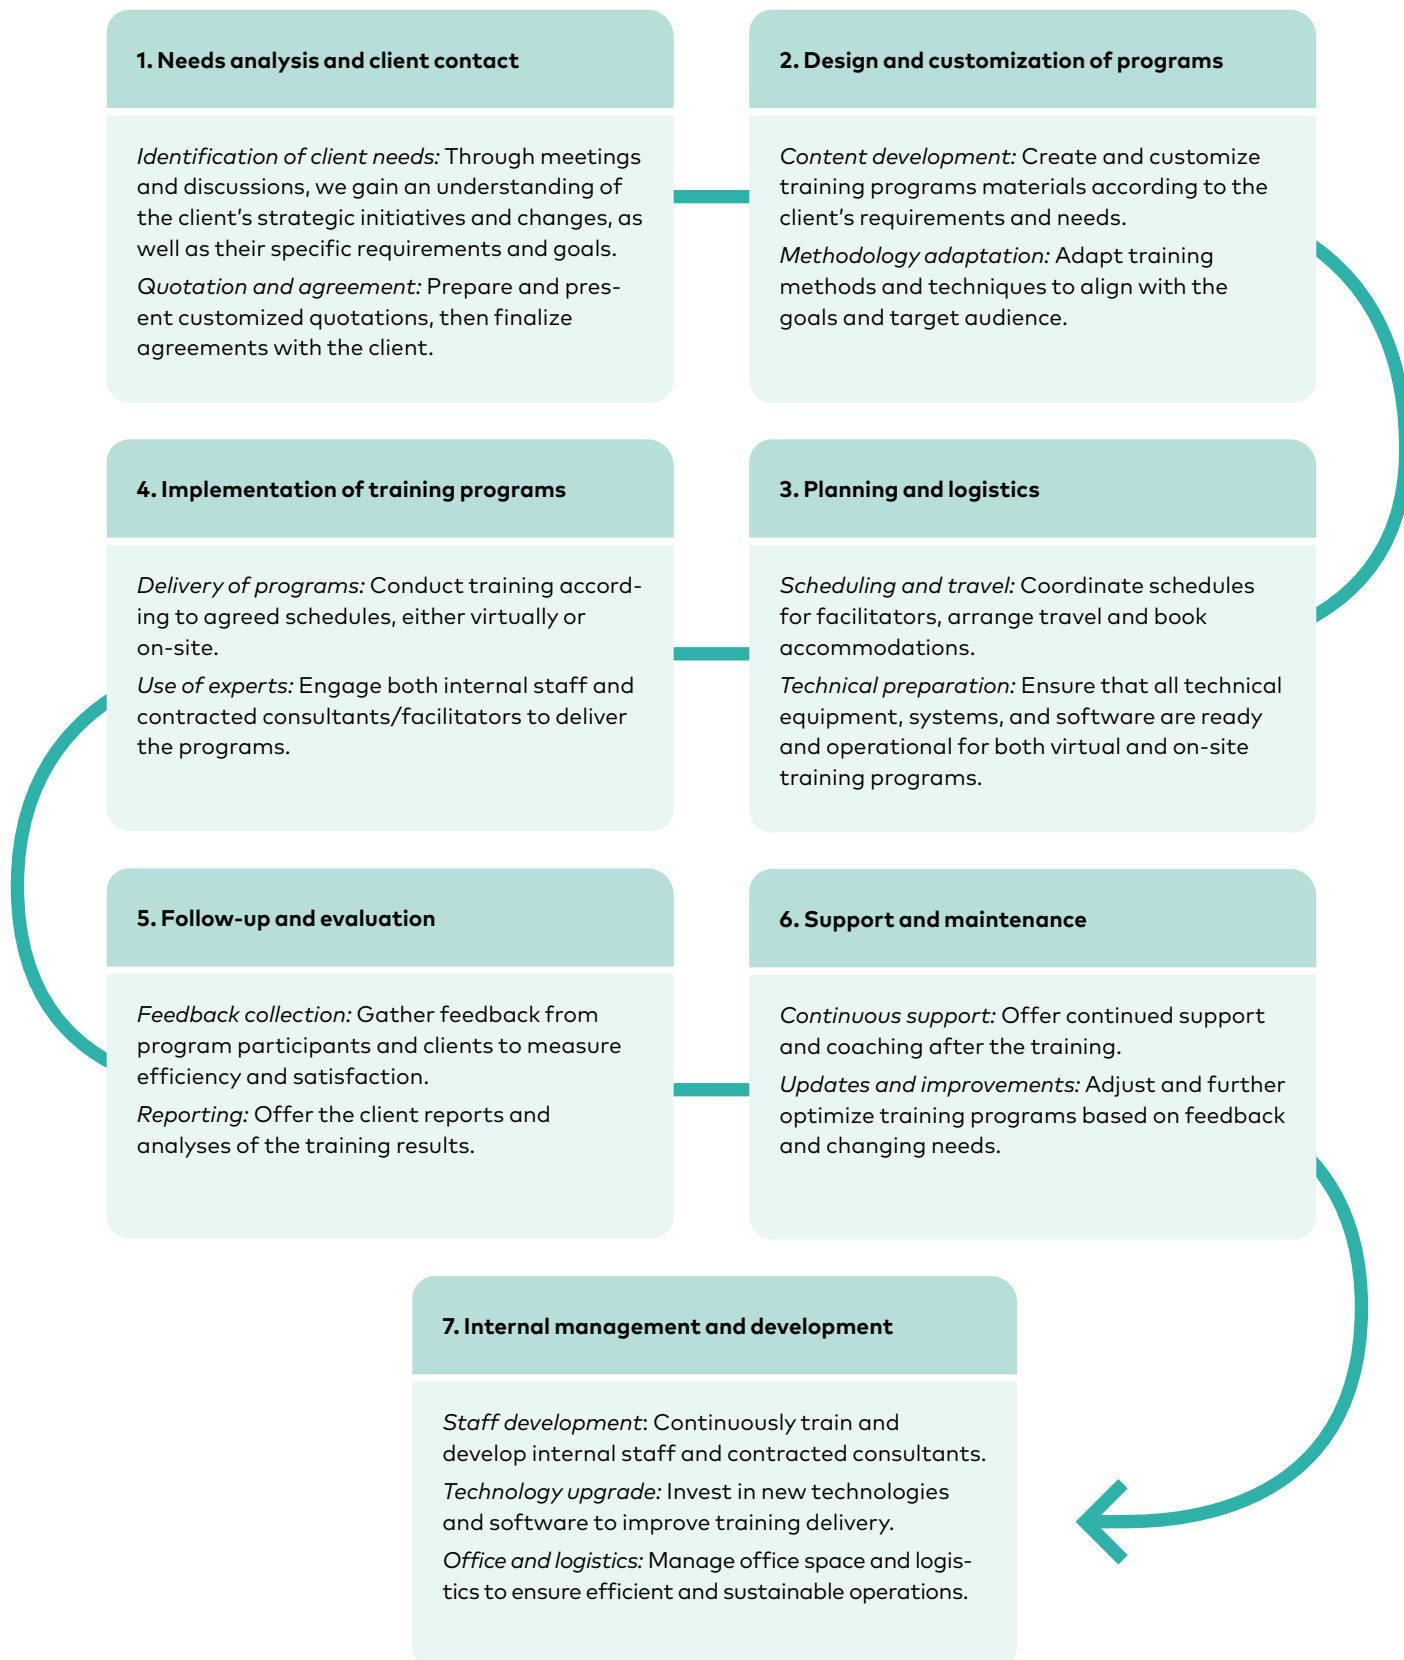 1. Needs analysis and client contact
Identification of client needs: Through meetings
and discussions, we gain an understanding of
the client's strategic initiatives and changes, as
well as their specific requirements and goals.
Quotation and agreement: Prepare and pres-
ent customized quotations, then finalize
agreements with the client.
2. Design and customization of programs
Content development: Create and customize
training programs materials according to the
client's requirements and needs.
Methodology adaptation: Adapt training
methods and techniques to align with the
goals and target audience.
3. Planning and logistics
Scheduling and travel: Coordinate schedules
for facilitators, arrange travel and book
accommodations.
Technical preparation: Ensure that all technical
equipment, systems, and software are ready
and operational for both virtual and on-site
training programs.
4. Implementation of training programs
Delivery of programs: Conduct training accord-
ing to agreed schedules, either virtually or
on-site.
Use of experts: Engage both internal staff and
contracted consultants/facilitators to deliver
the programs.
5. Follow-up and evaluation
Feedback collection: Gather feedback from
program participants and clients to measure
efficiency and satisfaction.
Reporting: Offer the client reports and
analyses of the training results.
6. Support and maintenance
Continuous support: Offer continued support
and coaching after the training.
Updates and improvements: Adjust and further
optimize training programs based on feedback
and changing needs.
7. Internal management and development
Staff development: Continuously train and
develop internal staff and contracted consultants.
Technology upgrade: Invest in new technologies
and software to improve training delivery.
Office and logistics: Manage office space and logis-
tics to ensure efficient and sustainable operations.